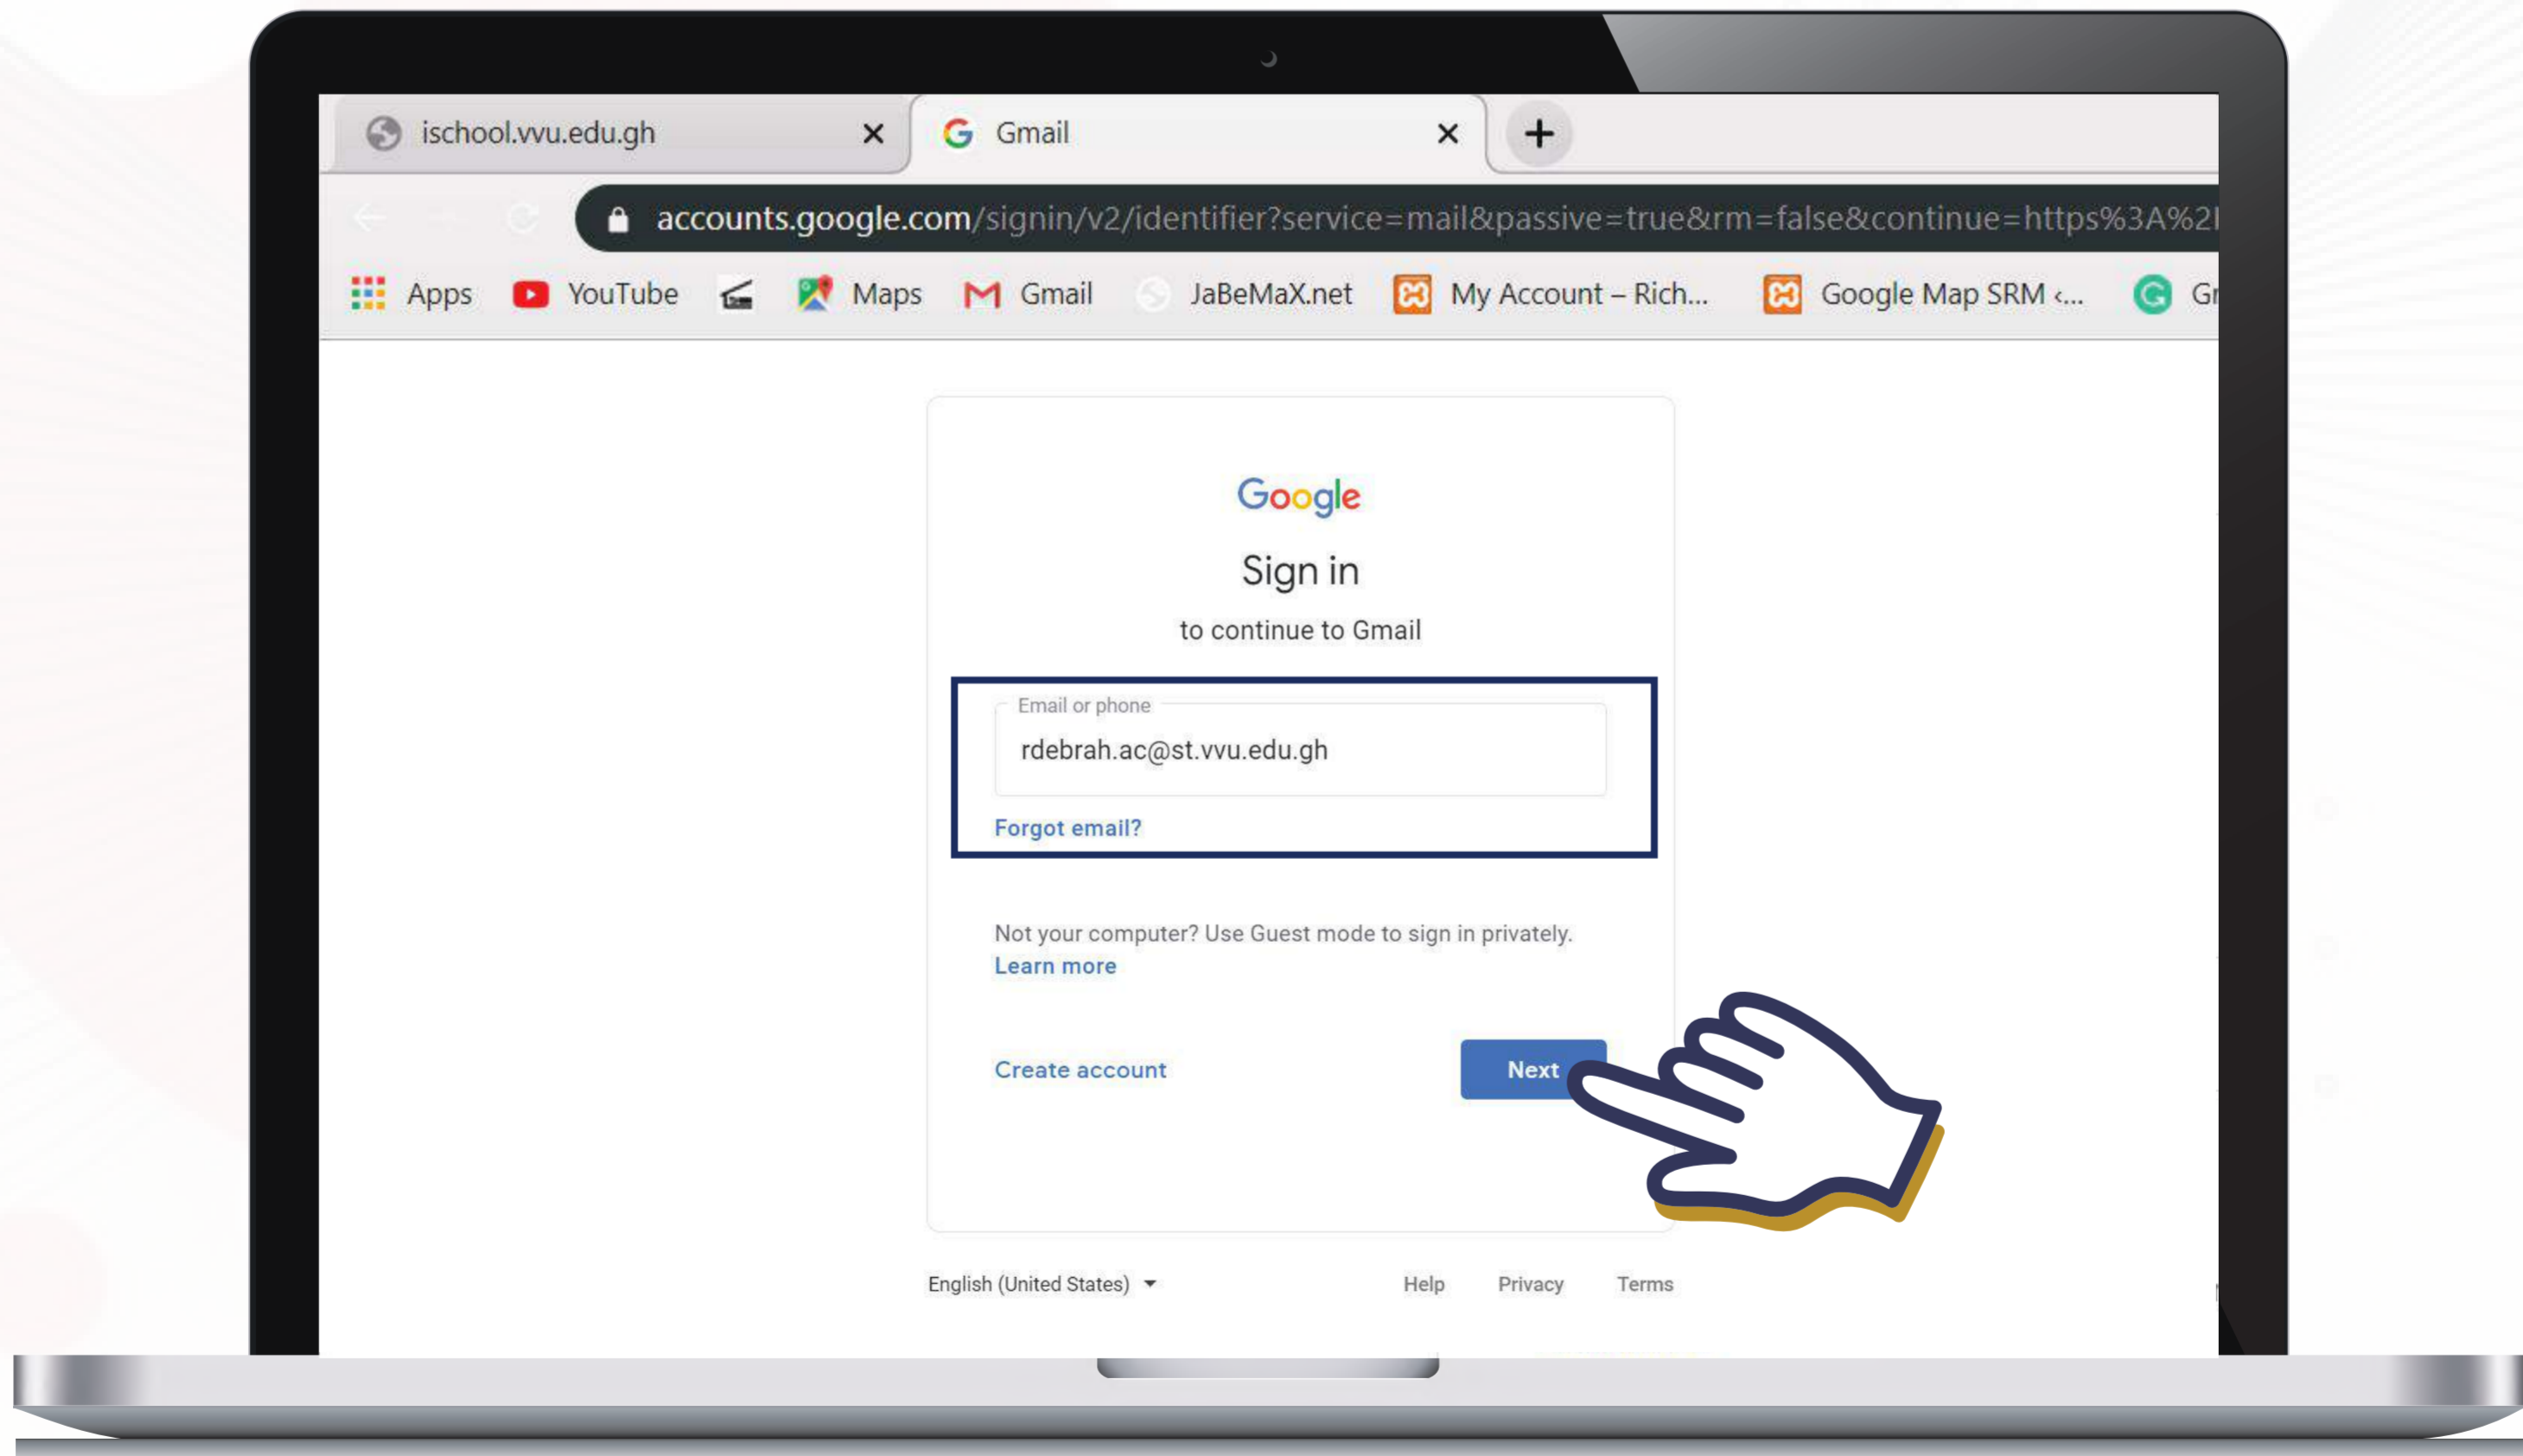 ischool.vvu.edu.gh
Gmail
accounts.google.com/signin/v2/identifier?service=mail&passive=true&rm=false&continue=https%3A%2
Apps YouTube Maps Gmail JaBeMaX.net My Account – Rich... Google Map SRM ‹... Gr
Google
Sign in
to continue to Gmail
Email or phone
rdebrah.ac@st.vvu.edu.gh
Forgot email?
Not your computer? Use Guest mode to sign in privately.
Learn more
Create account Next
English (United States) Help Privacy Terms